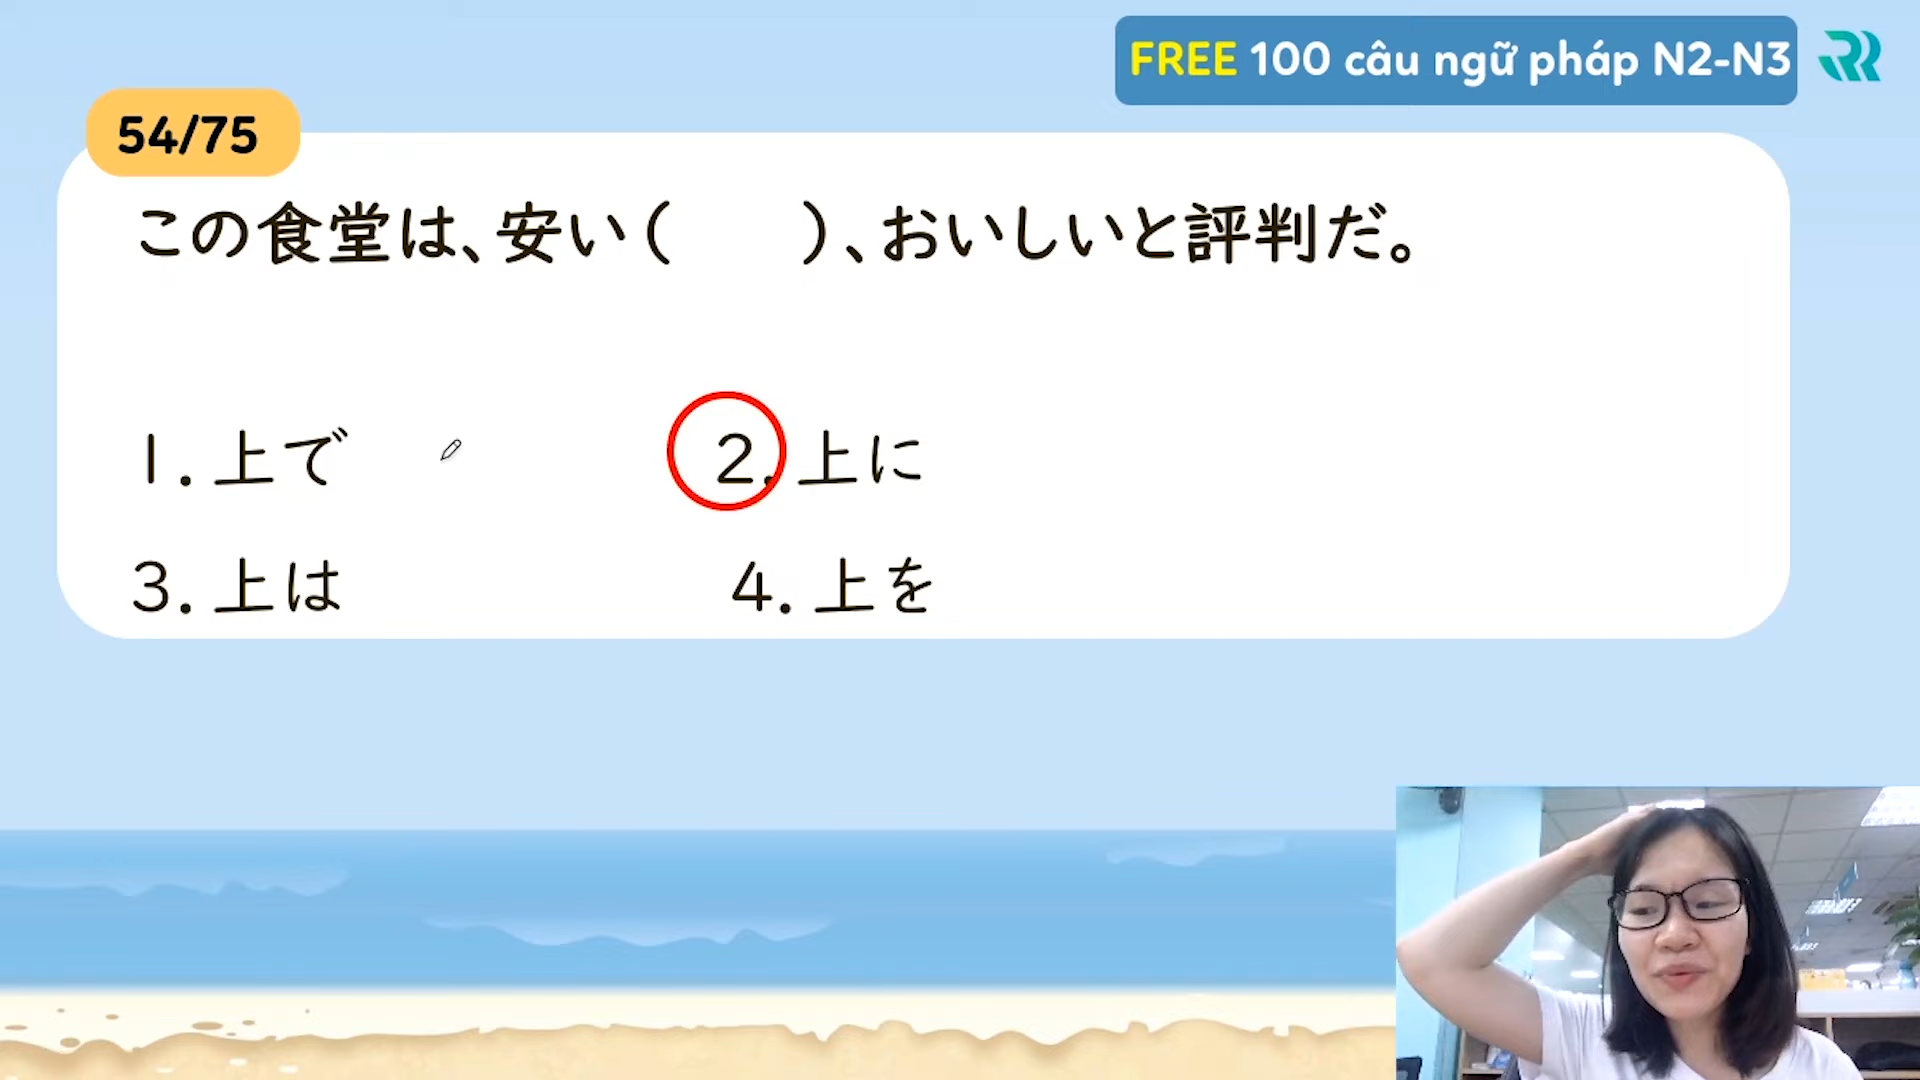 FREE 100 câu ngữ pháp N2-N3
54/75
この食堂は、安い(　　)、おいしいと評判だ。
1. 上で　2. 上に
3. 上は　4. 上を